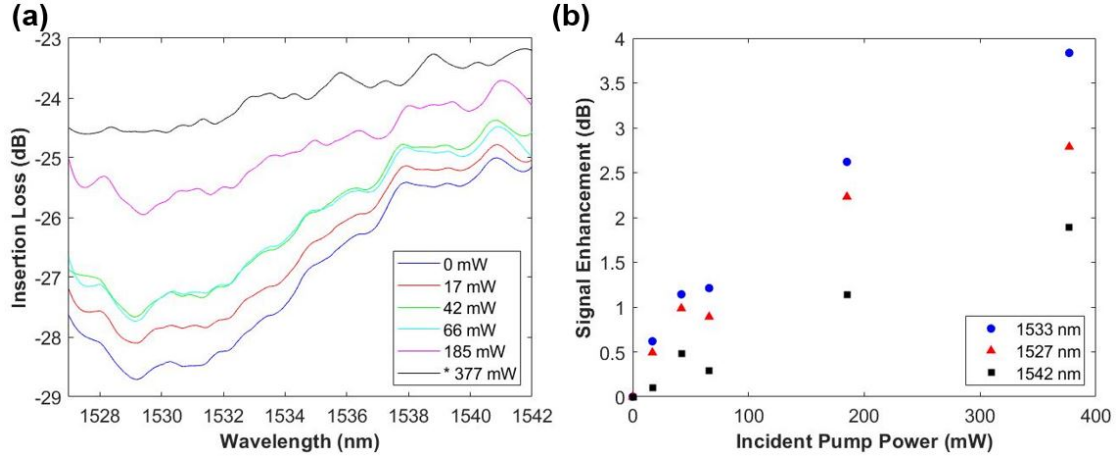 (a)
-23
-24
-25
-26
-27
-28
-29
Insertion Loss (dB)
1528
1530
1532
1534
1536
1538
1540
1542
Wavelength (nm)
0 mW
17 mW
42 mW
66 mW
185 mW
* 377 mW
(b)
4
3.5
3
2.5
2
1.5
1
0.5
0
Signal Enhancement (dB)
0
100
200
300
400
Incident Pump Power (mW)
1533 nm
1527 nm
1542 nm